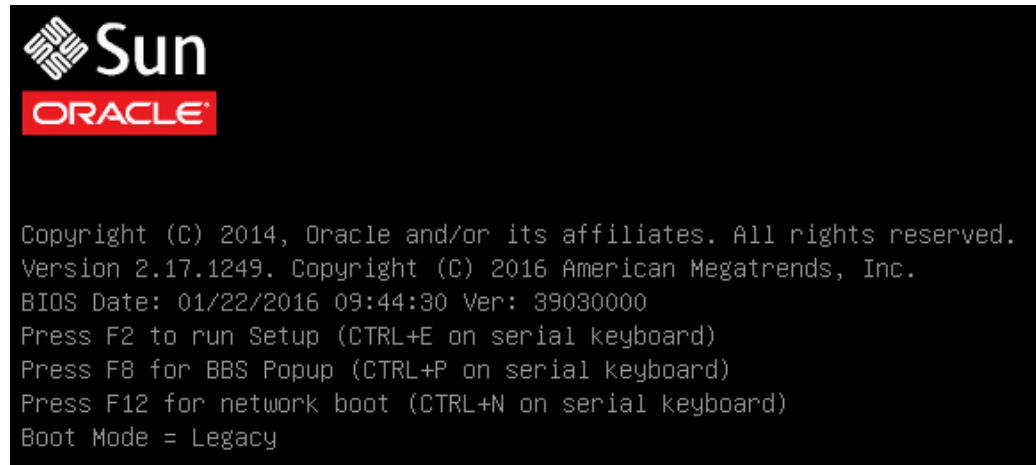 Sun
ORACLE®
Copyright (C) 2014, Oracle and/or its affiliates. All rights reserved.
Version 2.17.1249. Copyright (C) 2016 American Megatrends, Inc.
BIOS Date: 01/22/2016 09:44:30 Ver: 39030000
Press F2 to run Setup (CTRL+E on serial keyboard)
Press F8 for BBS Popup (CTRL+P on serial keyboard)
Press F12 for network boot (CTRL+N on serial keyboard)
Boot Mode = Legacy